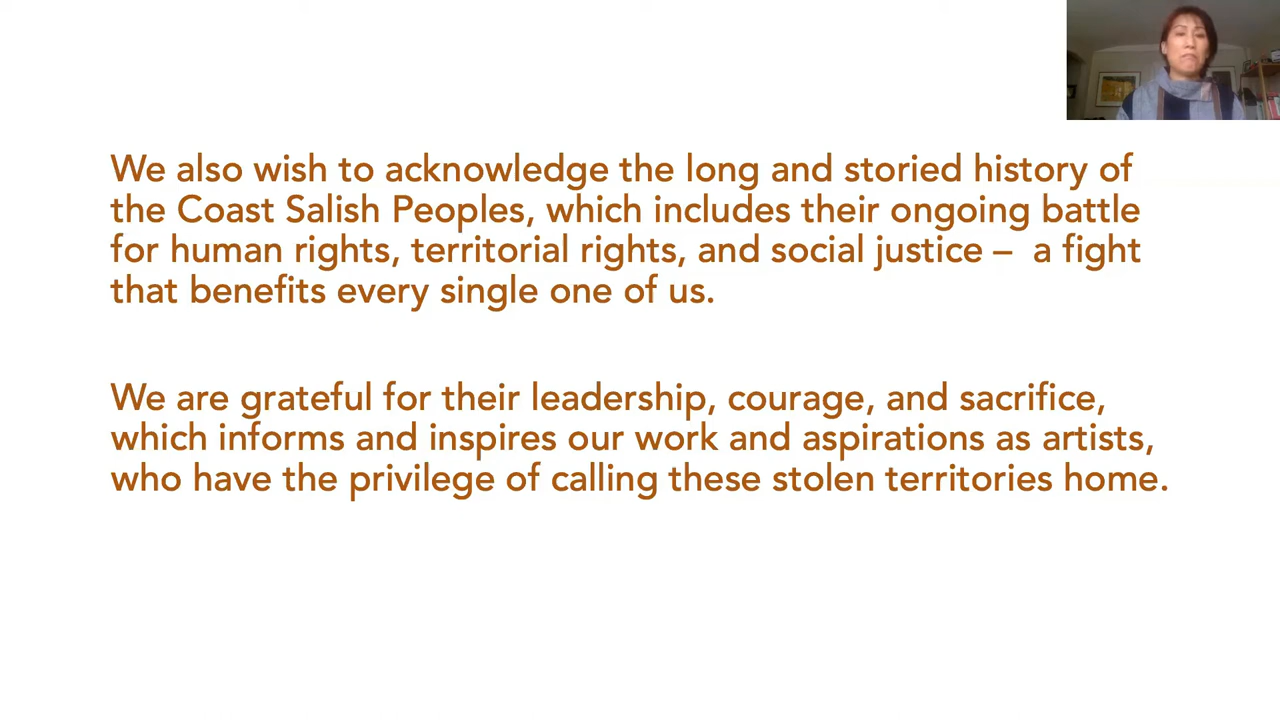 We also wish to acknowledge the long and storied history of
the Coast Salish Peoples, which includes their ongoing battle
for human rights, territorial rights, and social justice –  a fight
that benefits every single one of us.
We are grateful for their leadership, courage, and sacrifice,
which informs and inspires our work and aspirations as artists,
who have the privilege of calling these stolen territories home.